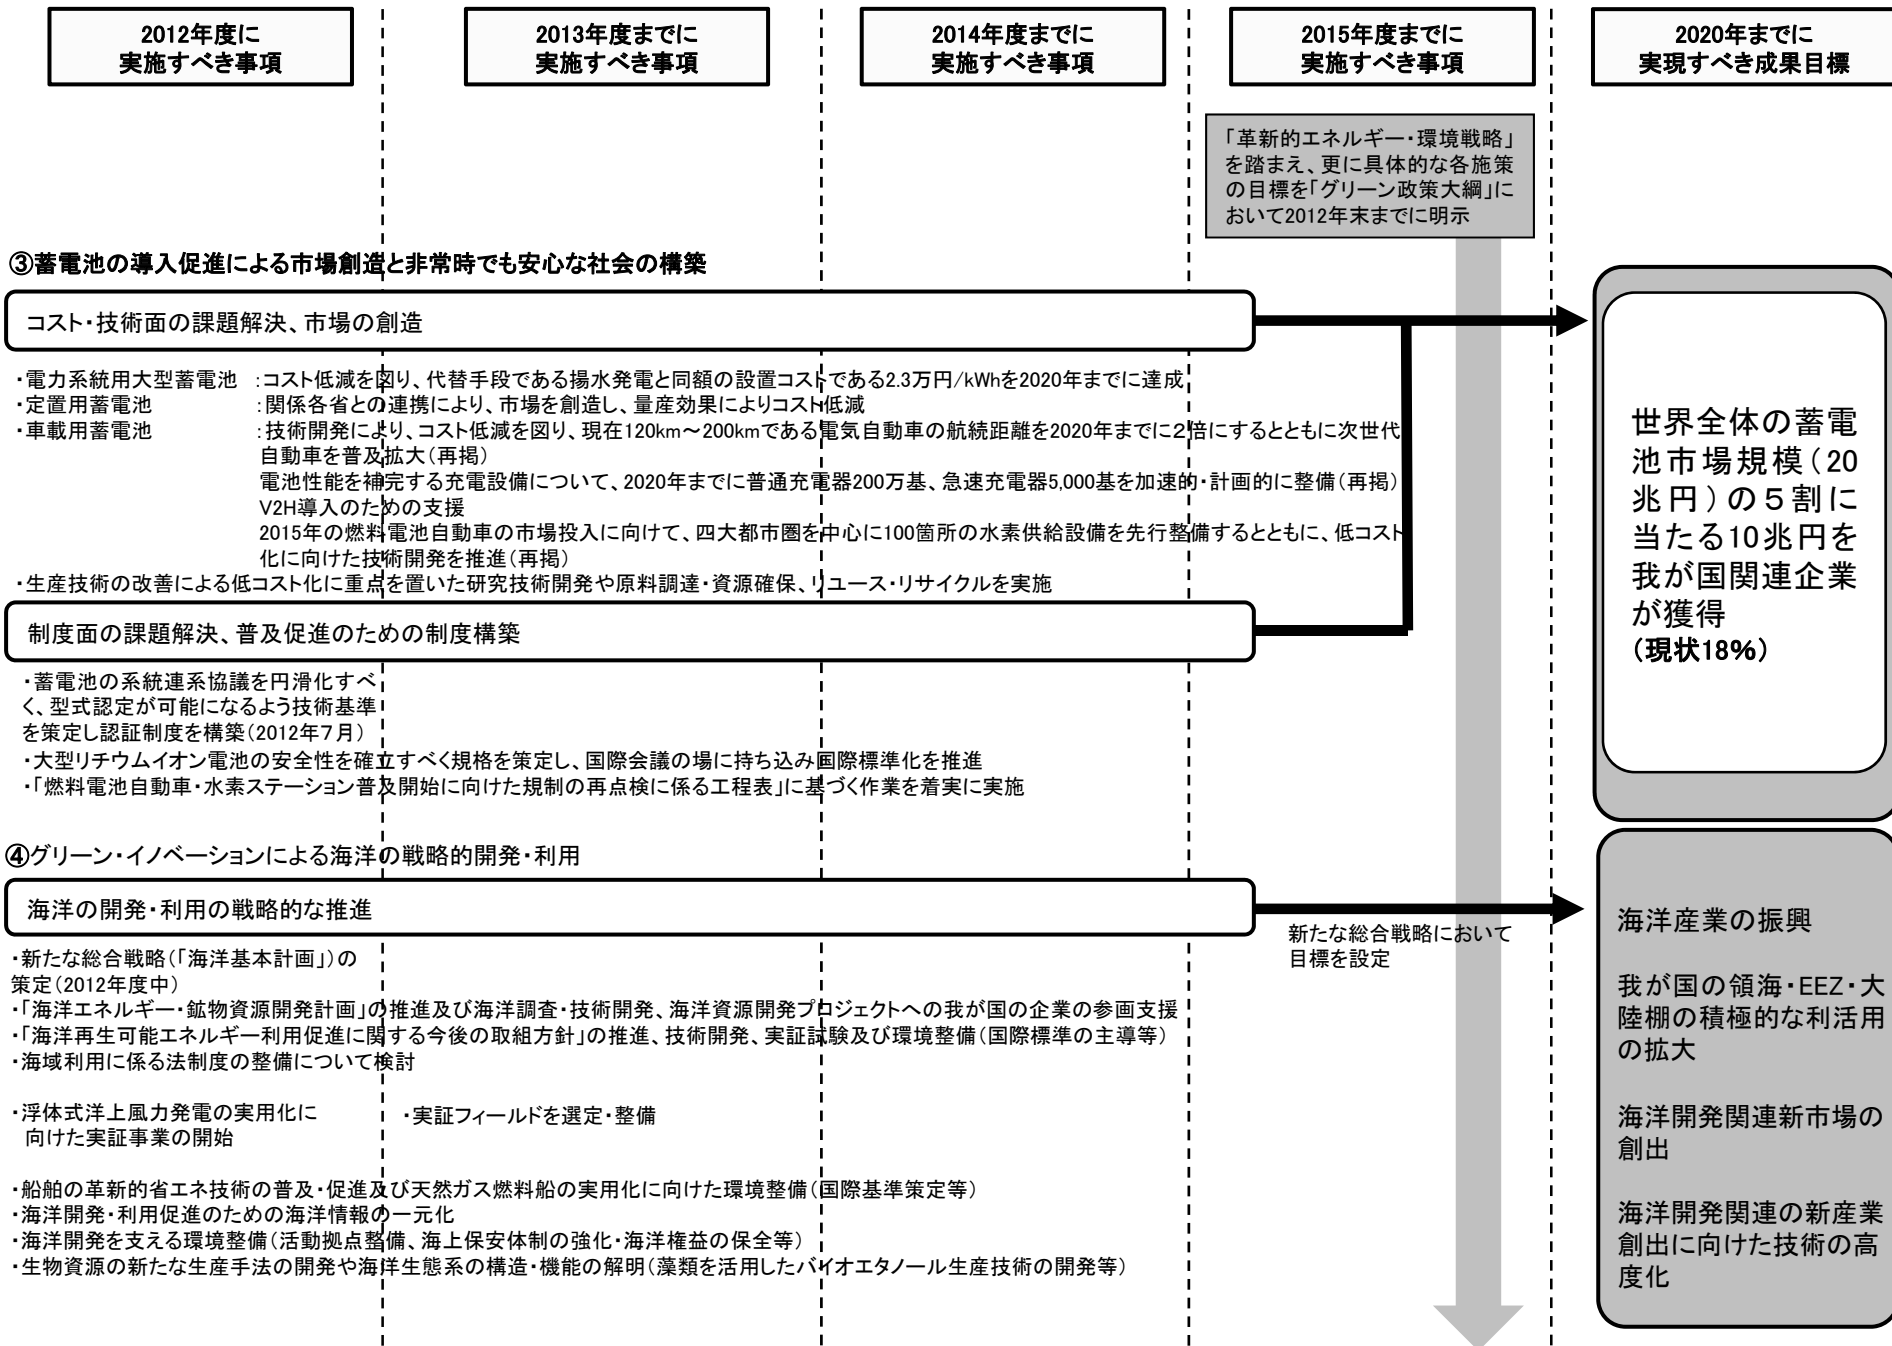 2012年度に
実施すべき事項
2013年度までに
実施すべき事項
2014年度までに
実施すべき事項
2015年度までに
実施すべき事項
2020年までに
実現すべき成果目標
「革新的エネルギー・環境戦略」
を踏まえ、更に具体的な各施策
の目標を「グリーン政策大綱」に
おいて2012年末までに明示
③蓄電池の導入促進による市場創造と非常時でも安心な社会の構築
コスト・技術面の課題解決、市場の創造
・電力系統用大型蓄電池 :コスト低減を図り、代替手段である揚水発電と同額の設置コストである2.3万円/kWhを2020年までに達成
・定置用蓄電池 :関係各省との連携により、市場を創造し、量産効果によりコスト低減
・車載用蓄電池 :技術開発により、コスト低減を図り、現在120km～200kmである電気自動車の航続距離を2020年までに2倍にするとともに次世代
自動車を普及拡大(再掲)
電池性能を補完する充電設備について、2020年までに普通充電器200万基、急速充電器5,000基を加速的・計画的に整備(再掲)
V2H導入のための支援
2015年の燃料電池自動車の市場投入に向けて、四大都市圏を中心に100箇所の水素供給設備を先行整備するとともに、低コスト
化に向けた技術開発を推進(再掲)
・生産技術の改善による低コスト化に重点を置いた研究技術開発や原料調達・資源確保、リユース・リサイクルを実施
制度面の課題解決、普及促進のための制度構築
・蓄電池の系統連系協議を円滑化すべ
く、型式認定が可能になるよう技術基準
を策定し認証制度を構築(2012年7月)
・大型リチウムイオン電池の安全性を確立すべく規格を策定し、国際会議の場に持ち込み国際標準化を推進
・「燃料電池自動車・水素ステーション普及開始に向けた規制の再点検に係る工程表」に基づく作業を着実に実施
世界全体の蓄電
池市場規模(20
兆円)の5割に
当たる10兆円を
我が国関連企業
が獲得
(現状18%)
④グリーン・イノベーションによる海洋の戦略的開発・利用
海洋の開発・利用の戦略的な推進
新たな総合戦略において
目標を設定
・新たな総合戦略(「海洋基本計画」)の
策定(2012年度中)
・「海洋エネルギー・鉱物資源開発計画」の推進及び海洋調査・技術開発、海洋資源開発プロジェクトへの我が国の企業の参画支援
・「海洋再生可能エネルギー利用促進に関する今後の取組方針」の推進、技術開発、実証試験及び環境整備(国際標準の主導等)
・海域利用に係る法制度の整備について検討
・浮体式洋上風力発電の実用化に
向けた実証事業の開始
・実証フィールドを選定・整備
・船舶の革新的省エネ技術の普及・促進及び天然ガス燃料船の実用化に向けた環境整備(国際基準策定等)
・海洋開発・利用促進のための海洋情報の一元化
・海洋開発を支える環境整備(活動拠点整備、海上保安体制の強化・海洋権益の保全等)
・生物資源の新たな生産手法の開発や海洋生態系の構造・機能の解明(藻類を活用したバイオエタノール生産技術の開発等)
海洋産業の振興
我が国の領海・EEZ・大
陸棚の積極的な利活用
の拡大
海洋開発関連新市場の
創出
海洋開発関連の新産業
創出に向けた技術の高
度化